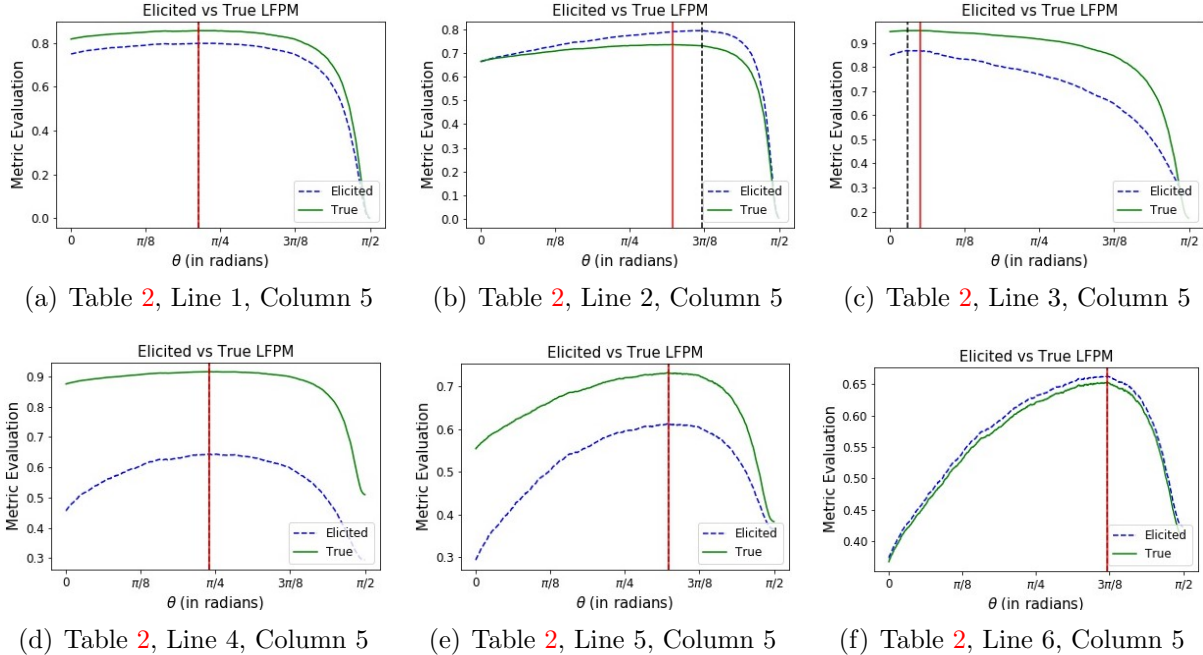 Elicited vs True LFPM
Metric Evaluation
0.8
0.6
0.4
0.2
0.0
0
π/8
π/4
3π/8
π/2
θ (in radians)
Elicited
True
(a) Table 2, Line 1, Column 5
Elicited vs True LFPM
Metric Evaluation
0.8
0.7
0.6
0.5
0.4
0.3
0.2
0.1
0.0
0
π/8
π/4
3π/8
π/2
θ (in radians)
Elicited
True
(b) Table 2, Line 2, Column 5
Elicited vs True LFPM
Metric Evaluation
0.9
0.8
0.7
0.6
0.5
0.4
0.3
0.2
0
π/8
π/4
3π/8
π/2
θ (in radians)
Elicited
True
(c) Table 2, Line 3, Column 5
Elicited vs True LFPM
Metric Evaluation
0.9
0.8
0.7
0.6
0.5
0.4
0.3
0
π/8
π/4
3π/8
π/2
θ (in radians)
Elicited
True
(d) Table 2, Line 4, Column 5
Elicited vs True LFPM
Metric Evaluation
0.7
0.6
0.5
0.4
0.3
0
π/8
π/4
3π/8
π/2
θ (in radians)
Elicited
True
(e) Table 2, Line 5, Column 5
Elicited vs True LFPM
Metric Evaluation
0.65
0.60
0.55
0.50
0.45
0.40
0
π/8
π/4
3π/8
π/2
θ (in radians)
Elicited
True
(f) Table 2, Line 6, Column 5